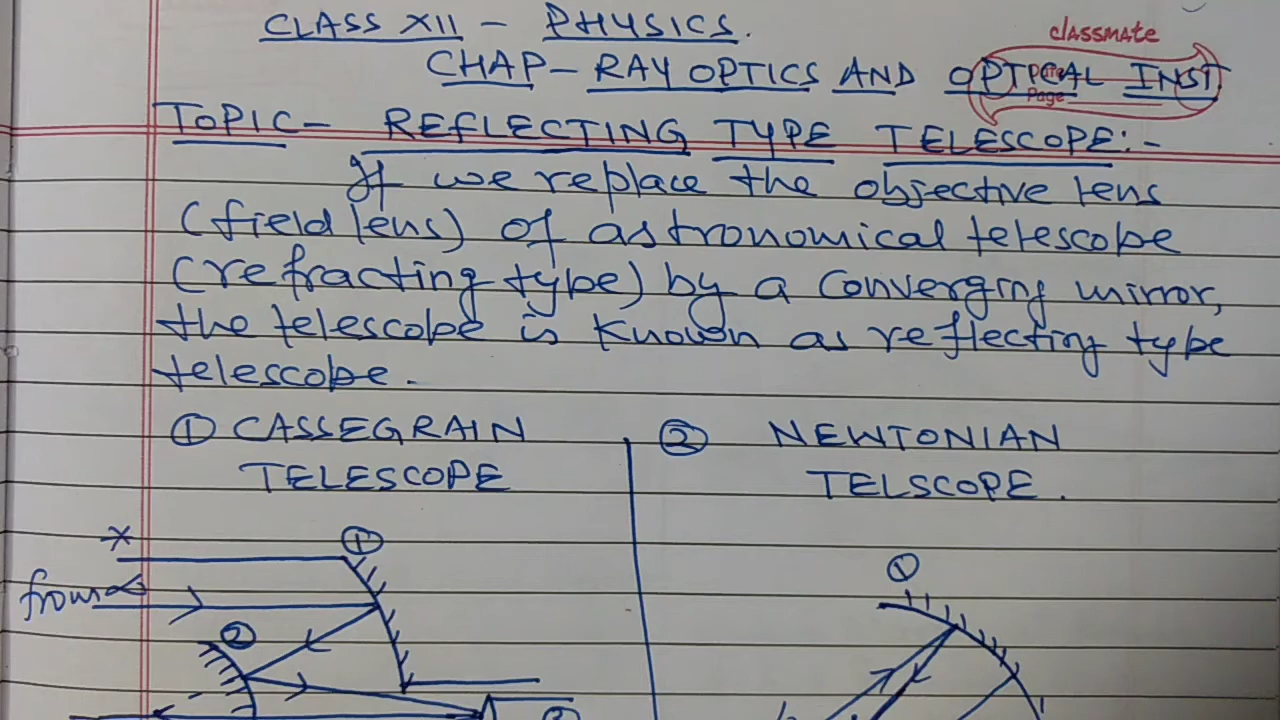 CLASS XII - PHYSICS.
classmate
CHAP - RAY OPTICS AND OPTICAL INST
Page
TOPIC - REFLECTING TYPE TELESCOPE:-
If we replace the objective lens
(field lens) of astronomical telescope
(refracting type) by a converging mirror,
the telescope is known as reflecting type
telescope.
① CASSEGRAIN
TELESCOPE
② NEWTONIAN
TELSCOPE.
①
from ∞
②
①